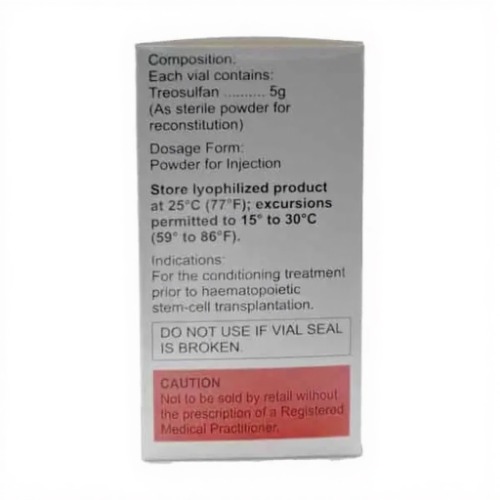 Composition:
Each vial contains:
Treosulfan .......... 5g
(As sterile powder for
reconstitution)
Dosage Form:
Powder for Injection
Store lyophilized product
at 25°C (77°F); excursions
permitted to 15° to 30°C
(59° to 86°F).
Indications:
For the conditioning treatment
prior to haematopoietic
stem-cell transplantation.
DO NOT USE IF VIAL SEAL
IS BROKEN.
CAUTION
Not to be sold by retail without
the prescription of a Registered
Medical Practitioner.